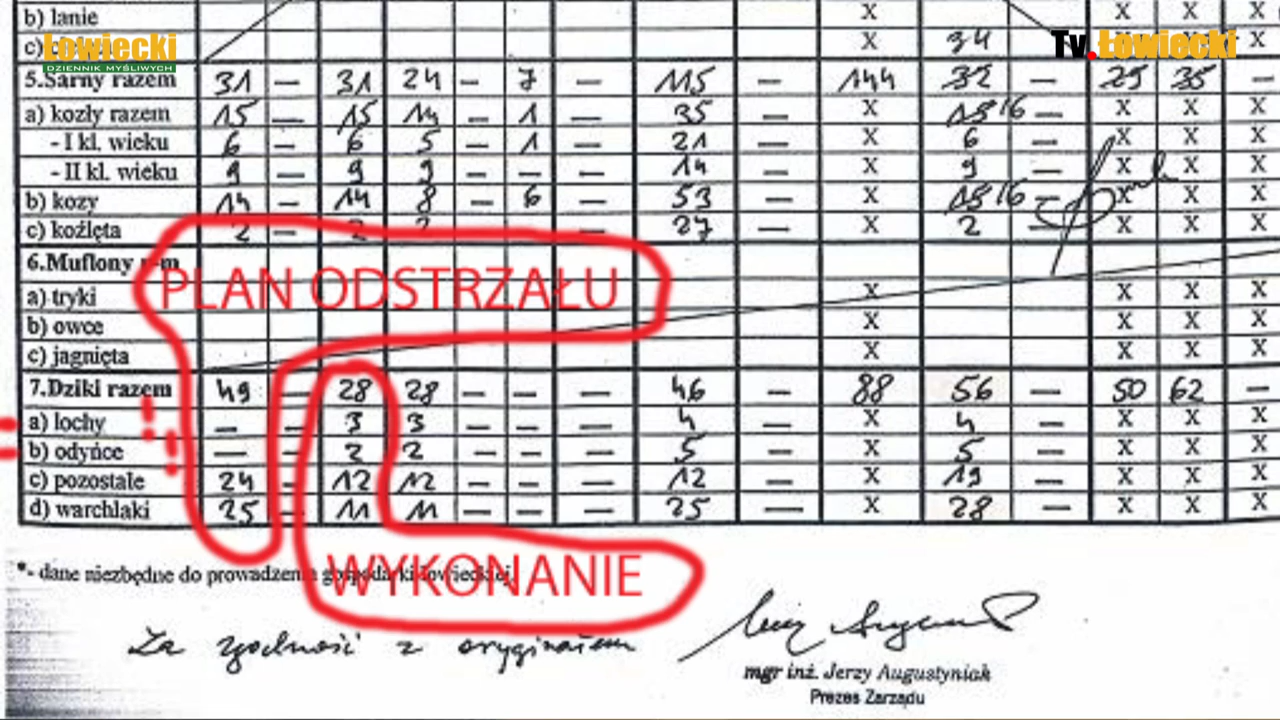 b) lanie X X X X
Łowiecki
DZIENNIK MYŚLIWYCH
Tv.Łowiecki
c) X 34
5.Sarny razem 31 — 31 24 — 7 — 115 — 144 32 — 25 35 —
a) kozły razem 15 — 15 14 — 1 — 35 — X 16 — X X X
- I kl. wieku 6 — 6 5 — 1 — 21 — X 6 — X X X
- II kl. wieku 9 — 9 9 — — — 14 — X 9 — X X X
b) kozy 14 — 14 8 — 6 — 53 — X 16 — X X X
c) koźlęta 2 — 2 2 — 27 — X 2 — X X X
6.Muflony
PLAN ODSTRZAŁU
a) tryki X X X X
b) owce X X X X
c) jagnięta X X X X
7.Dziki razem 49 — 28 28 — — — 46 — 88 56 — 50 62 —
a) lochy — — 3 3 — — — 4 — X 4 — X X X
b) odyńce — — 2 2 — — — 5 — X 5 — X X X
c) pozostałe 24 — 12 12 — — — 12 — X 19 — X X X
d) warchlaki 25 — 11 11 — — — 25 — X 28 — X X X
*- dane niezbędne do prowadzenia gospodarki łowieckiej
WYKONANIE
Za zgodność z oryginałem
mgr inż. Jerzy Augustyniak
Prezes Zarządu